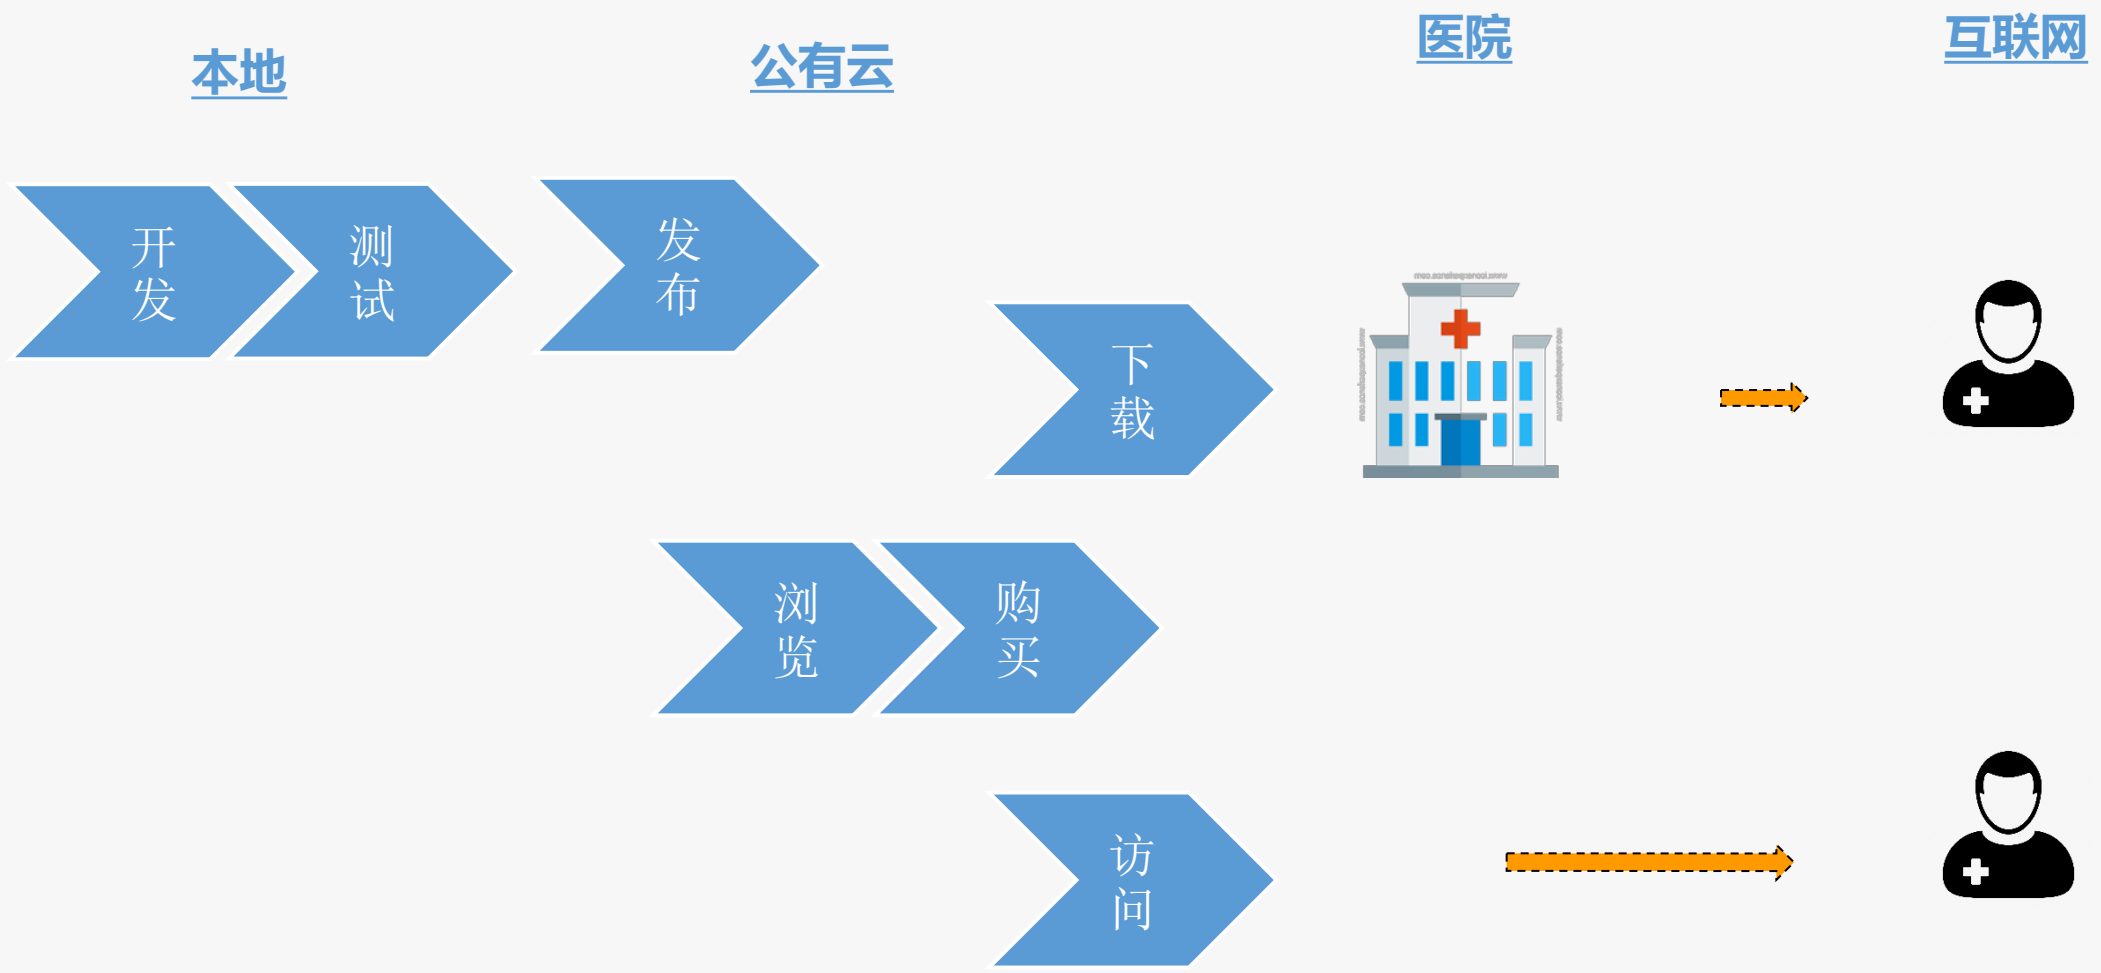 本地
公有云
医院
互联网
开
发
测
试
发
布
下
载
浏
览
购
买
访
问